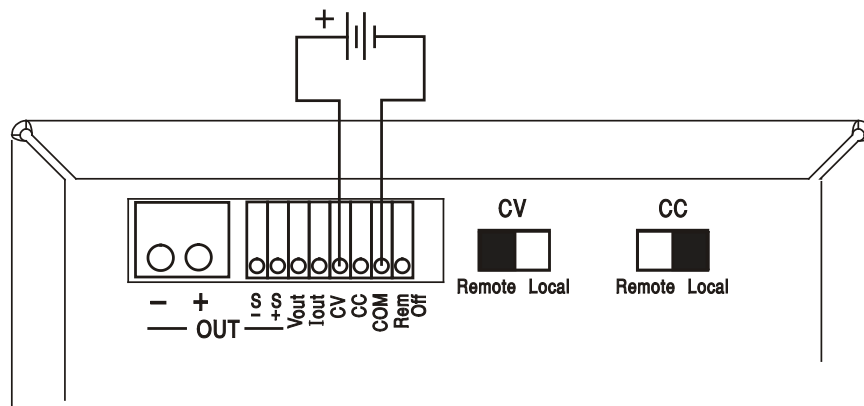 +
CV
CC
Remote Local
Remote Local
- +
OUT
S -
S +
Vout
Iout
CV
CC
COM
Rem Off